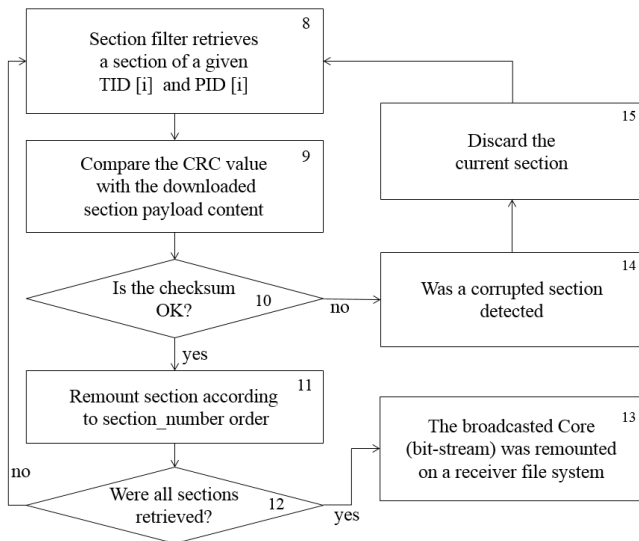 8
Section filter retrieves
a section of a given
TID [i] and PID [i]
9
Compare the CRC value
with the downloaded
section payload content
Is the checksum
OK?
10
no
yes
11
Remount section according
to section_number order
no
Were all sections
retrieved?
12
yes
13
The broadcasted Core
(bit-stream) was remounted
on a receiver file system
14
Was a corrupted section
detected
15
Discard the
current section